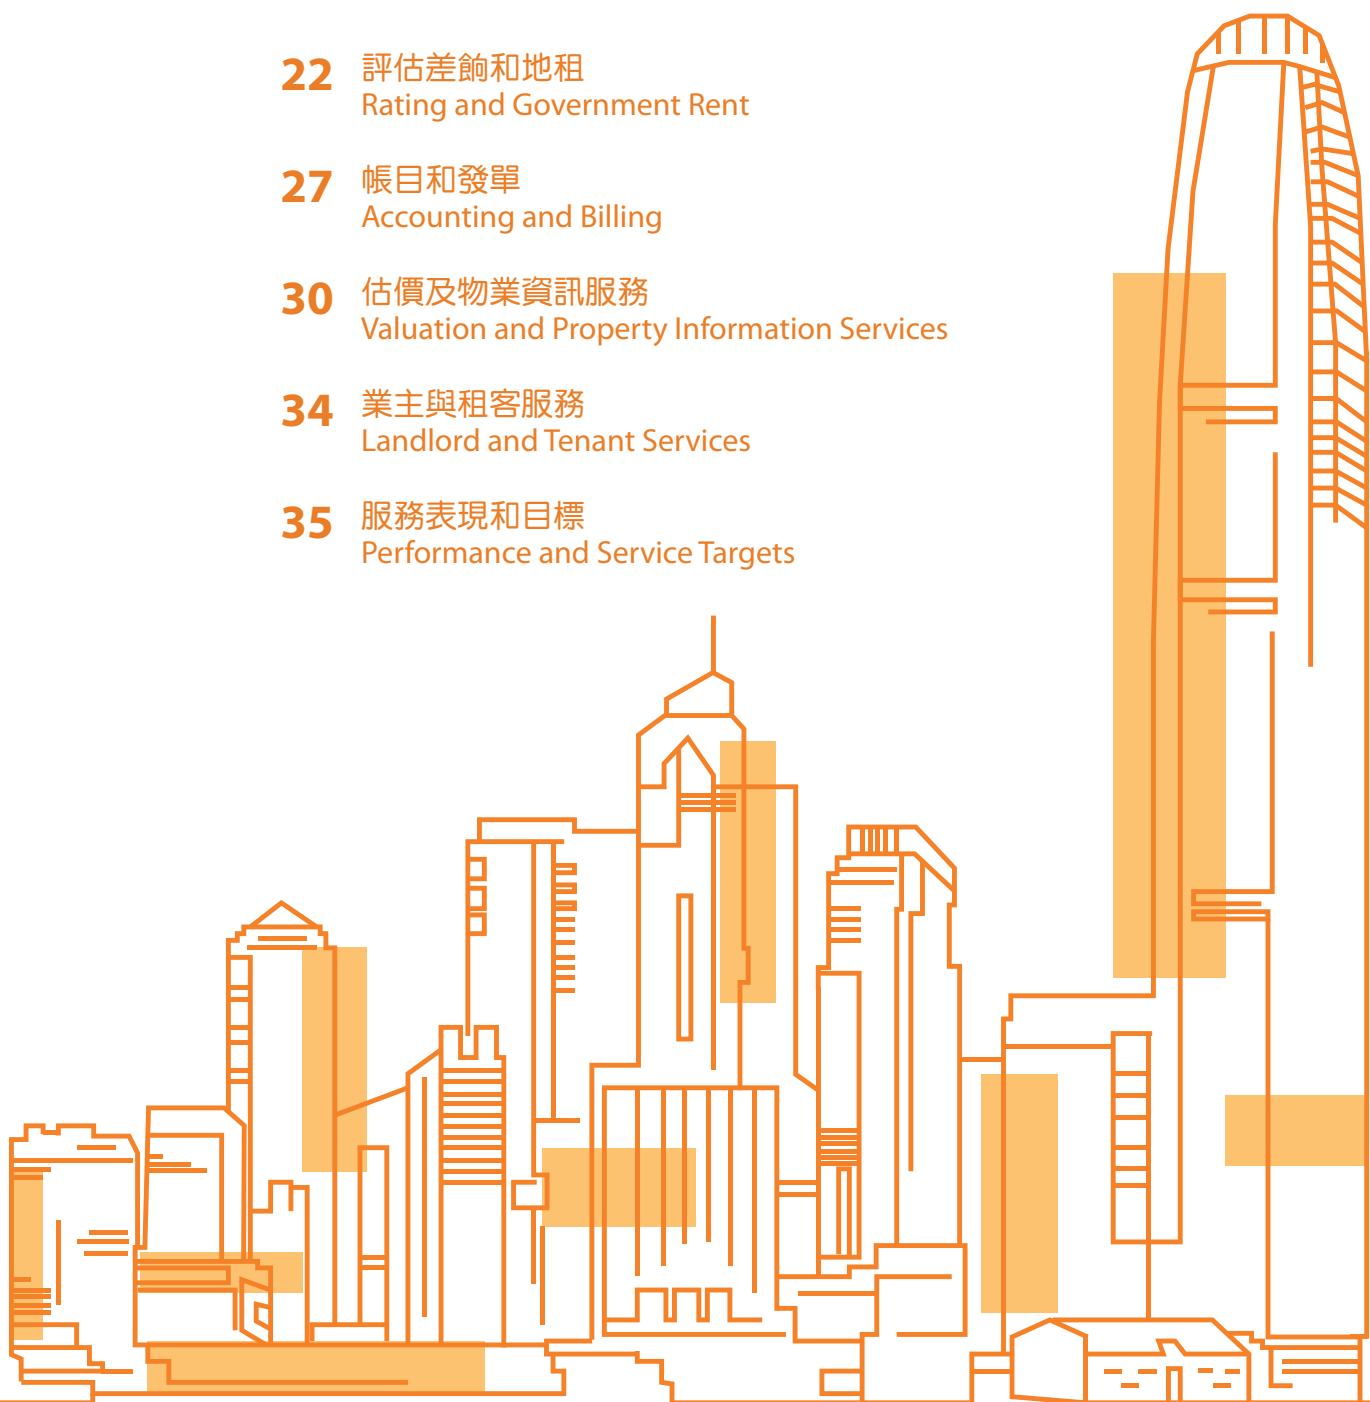 22 評估差餉和地租
Rating and Government Rent
27 帳目和發單
Accounting and Billing
30 估價及物業資訊服務
Valuation and Property Information Services
34 業主與租客服務
Landlord and Tenant Services
35 服務表現和目標
Performance and Service Targets